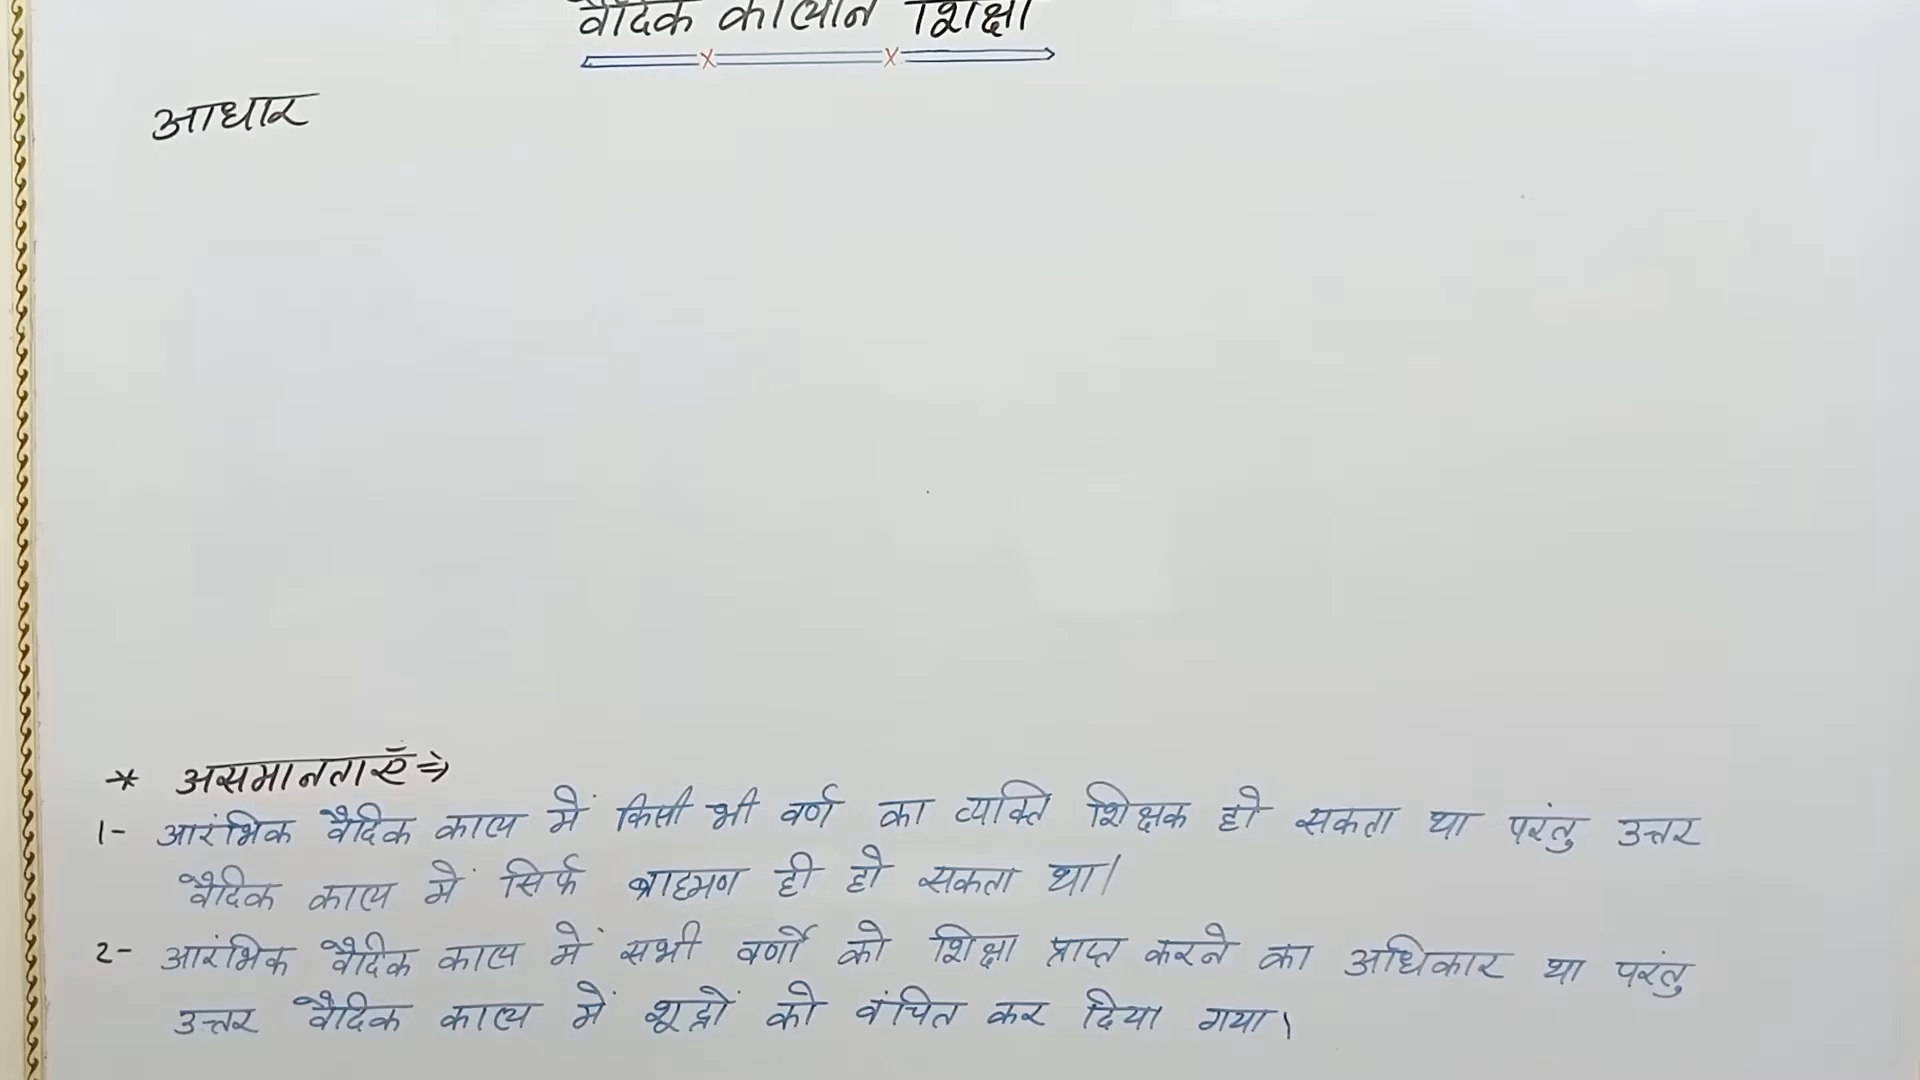 वैदिक कालीन शिक्षा
आधार
* असमानताएँ ⇒
1- आरंभिक वैदिक काल में किसी भी वर्ण का व्यक्ति शिक्षक हो सकता था परंतु उत्तर
वैदिक काल में सिर्फ ब्राह्मण ही हो सकता था।
2- आरंभिक वैदिक काल में सभी वर्णों को शिक्षा प्राप्त करने का अधिकार था परंतु
उत्तर वैदिक काल में शूद्रों को वंचित कर दिया गया।